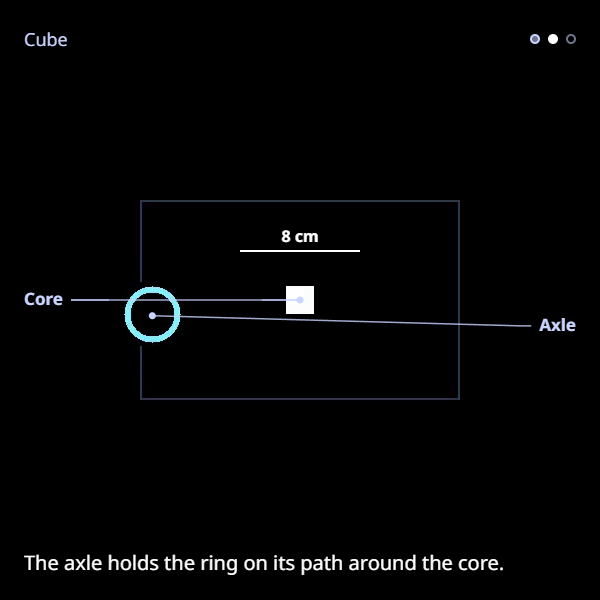 Cube
8 cm
Core
Axle
The axle holds the ring on its path around the core.